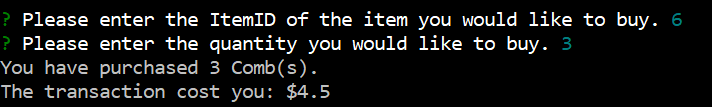 ? Please enter the ItemID of the item you would like to buy. 6
? Please enter the quantity you would like to buy. 3
You have purchased 3 Comb(s).
The transaction cost you: $4.5